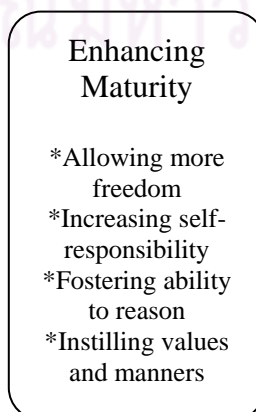 Enhancing
Maturity
*Allowing more
freedom
*Increasing self-
responsibility
*Fostering ability
to reason
*Instilling values
and manners